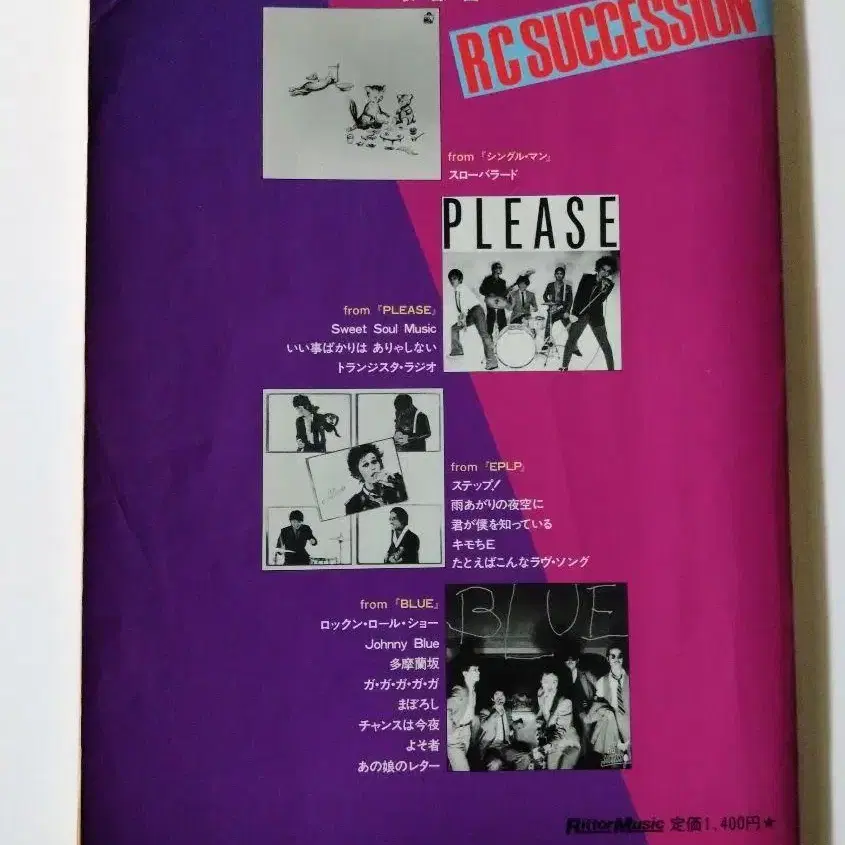 RC SUCCESSION
from 『シングル・マン』
スローバラード
PLEASE
from 『PLEASE』
Sweet Soul Music
いい事ばかりは ありゃしない
トランジスタ・ラジオ
from 『EPLP』
ステップ!
雨あがりの夜空に
君が僕を知っている
キモちE
たとえばこんなラヴ・ソング
from 『BLUE』
ロックン・ロール・ショー
Johnny Blue
多摩蘭坂
ガ・ガ・ガ・ガ・ガ
まぼろし
チャンスは今夜
よそ者
あの娘のレター
BLUE
RittorMusic 定価1,400円★